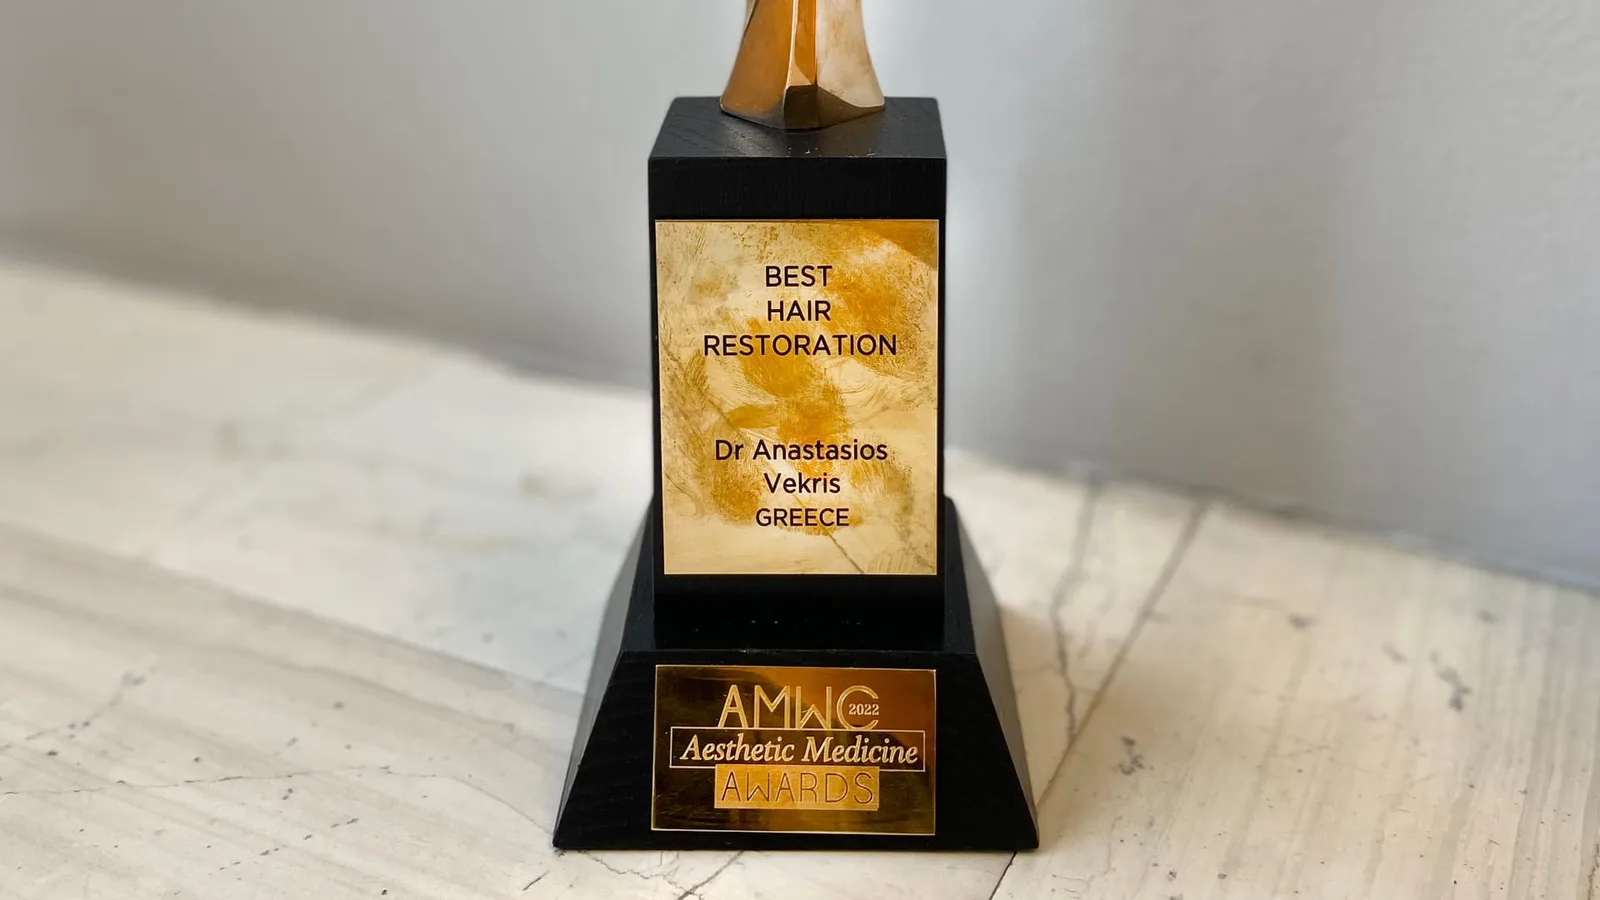 BEST
HAIR
RESTORATION
Dr Anastasios
Vekris
GREECE
AMWC 2022
Aesthetic Medicine
AWARDS